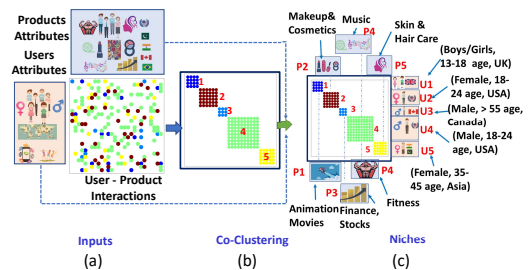 Products
Attributes
Users
Attributes
User - Product
Interactions
Inputs
(a)
1
2
3
4
5
Co-Clustering
(b)
Makeup&
Cosmetics
Music
P4
Skin &
Hair Care
P2
P5
1
2
3
4
5
U1
(Boys/Girls,
13-18 age, UK)
U2
(Female, 18-
24 age, USA)
U3
(Male, > 55 age,
Canada)
U4
(Male, 18-24
age, USA)
U5
(Female, 35-
45 age, Asia)
P1
P4
P3
Animation
Movies
Finance,
Stocks
Fitness
Niches
(c)